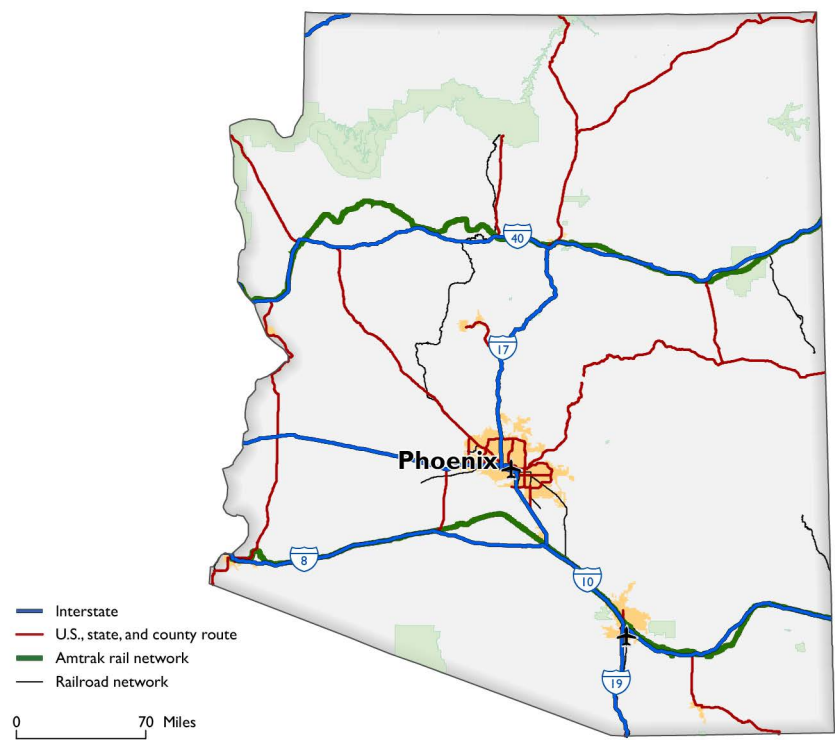 40
17
Phoenix
8
10
19
Interstate
U.S., state, and county route
Amtrak rail network
Railroad network
0 70 Miles